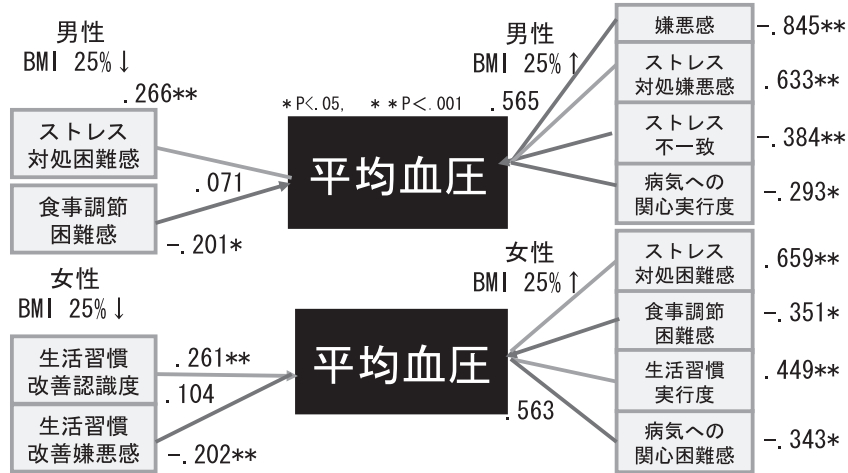 男性
BMI 25%↓
.266**
ストレス
対処困難感
.071
食事調節
困難感
-.201*
*P<.05, **P<.001
平均血圧
男性
BMI 25%↑
.565
嫌悪感
-.845**
ストレス
対処嫌悪感
.633**
ストレス
不一致
-.384**
病気への
関心実行度
-.293*
女性
BMI 25%↓
生活習慣
改善認識度
.261**
.104
生活習慣
改善嫌悪感
-.202**
平均血圧
女性
BMI 25%↑
.563
ストレス
対処困難感
.659**
食事調節
困難感
-.351*
生活習慣
実行度
.449**
病気への
関心困難感
-.343*